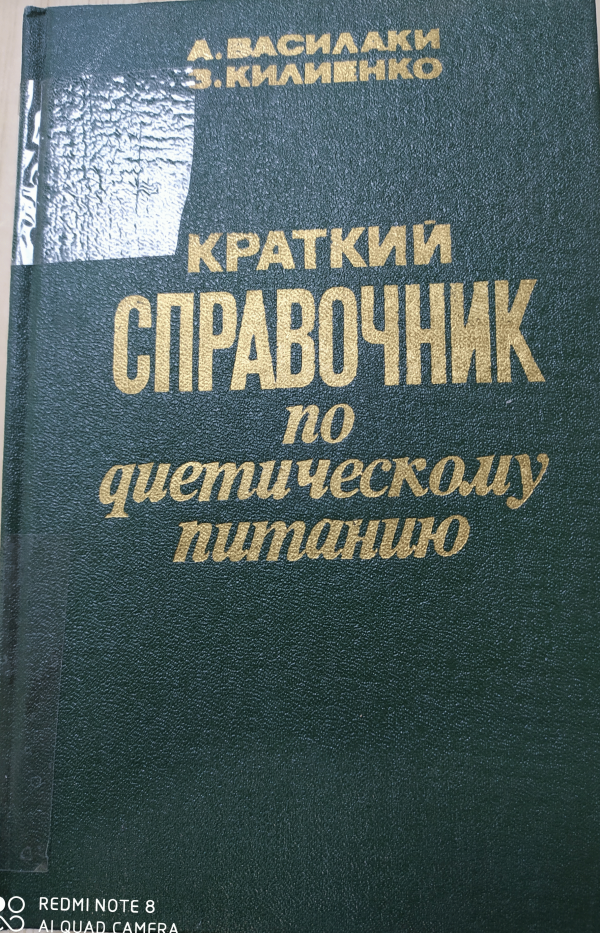 А. ВАСИЛАКИ
З. КИЛИЕНКО
КРАТКИЙ
СПРАВОЧНИК
по
диетическому
питанию
REDMI NOTE 8
AI QUAD CAMERA